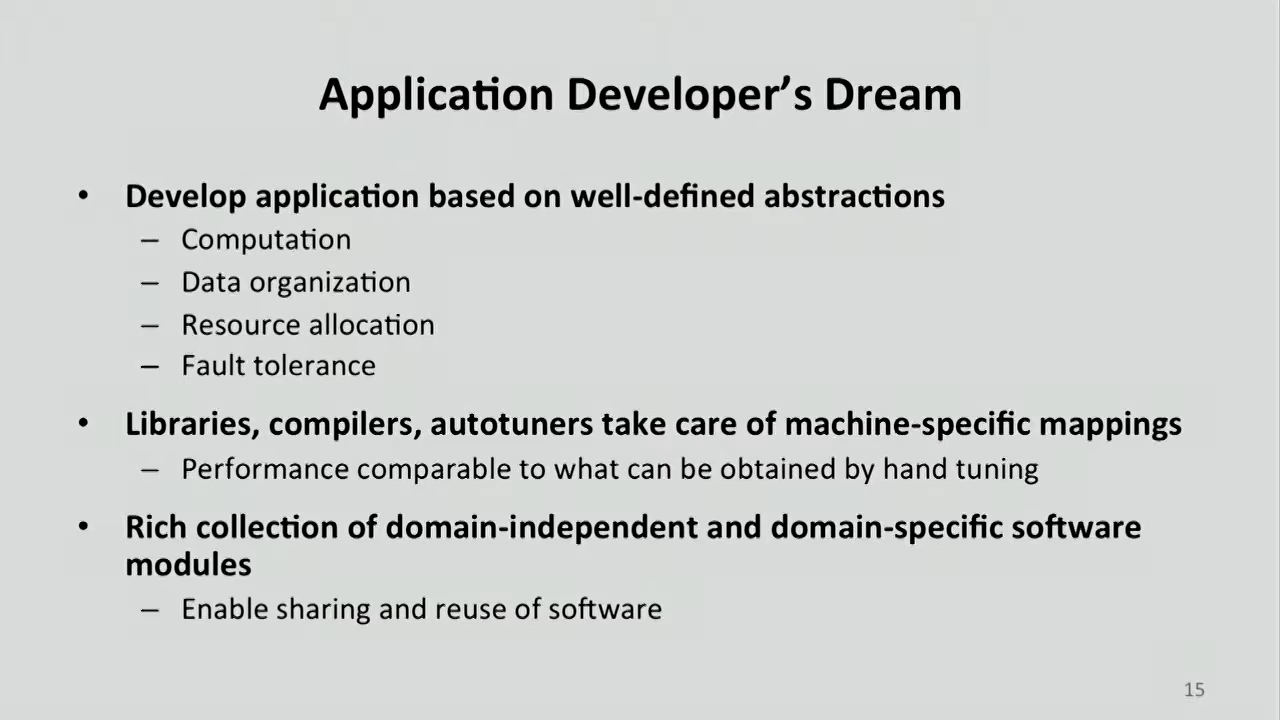 Application Developer's Dream
• Develop application based on well-defined abstractions
– Computation
– Data organization
– Resource allocation
– Fault tolerance
• Libraries, compilers, autotuners take care of machine-specific mappings
– Performance comparable to what can be obtained by hand tuning
• Rich collection of domain-independent and domain-specific software
modules
– Enable sharing and reuse of software
15